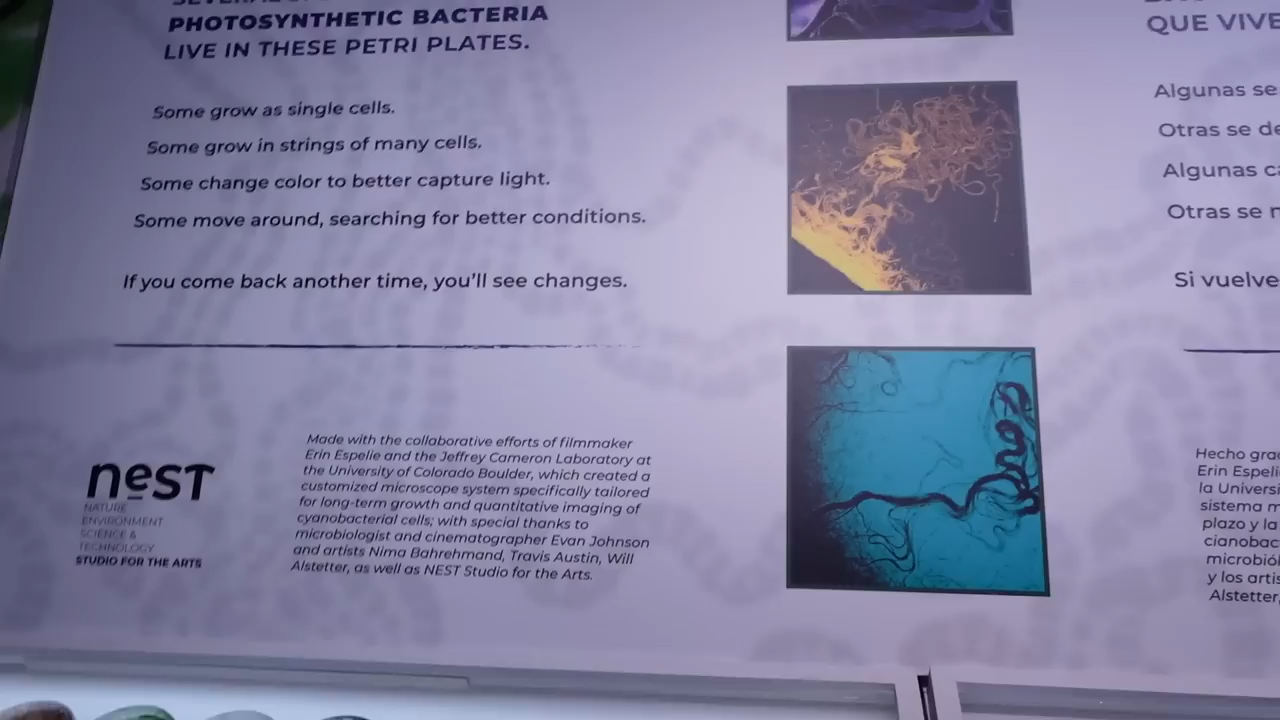 PHOTOSYNTHETIC BACTERIA
LIVE IN THESE PETRI PLATES.
Some grow as single cells.
Some grow in strings of many cells.
Some change color to better capture light.
Some move around, searching for better conditions.
If you come back another time, you'll see changes.
nEST
NATURE
ENVIRONMENT
SCIENCE &
TECHNOLOGY
STUDIO FOR THE ARTS
Made with the collaborative efforts of filmmaker
Erin Espelie and the Jeffrey Cameron Laboratory at
the University of Colorado Boulder, which created a
customized microscope system specifically tailored
for long-term growth and quantitative imaging of
cyanobacterial cells; with special thanks to
microbiologist and cinematographer Evan Johnson
and artists Nima Bahrehmand, Travis Austin, Will
Alstetter, as well as NEST Studio for the Arts.
QUE VIVE
Algunas se
Otras se de
Algunas ca
Otras se m
Si vuelve
Hecho grac
Erin Espeli
la Universi
sistema m
plazo y la
cianobac
microbiól
y los artis
Alstetter,